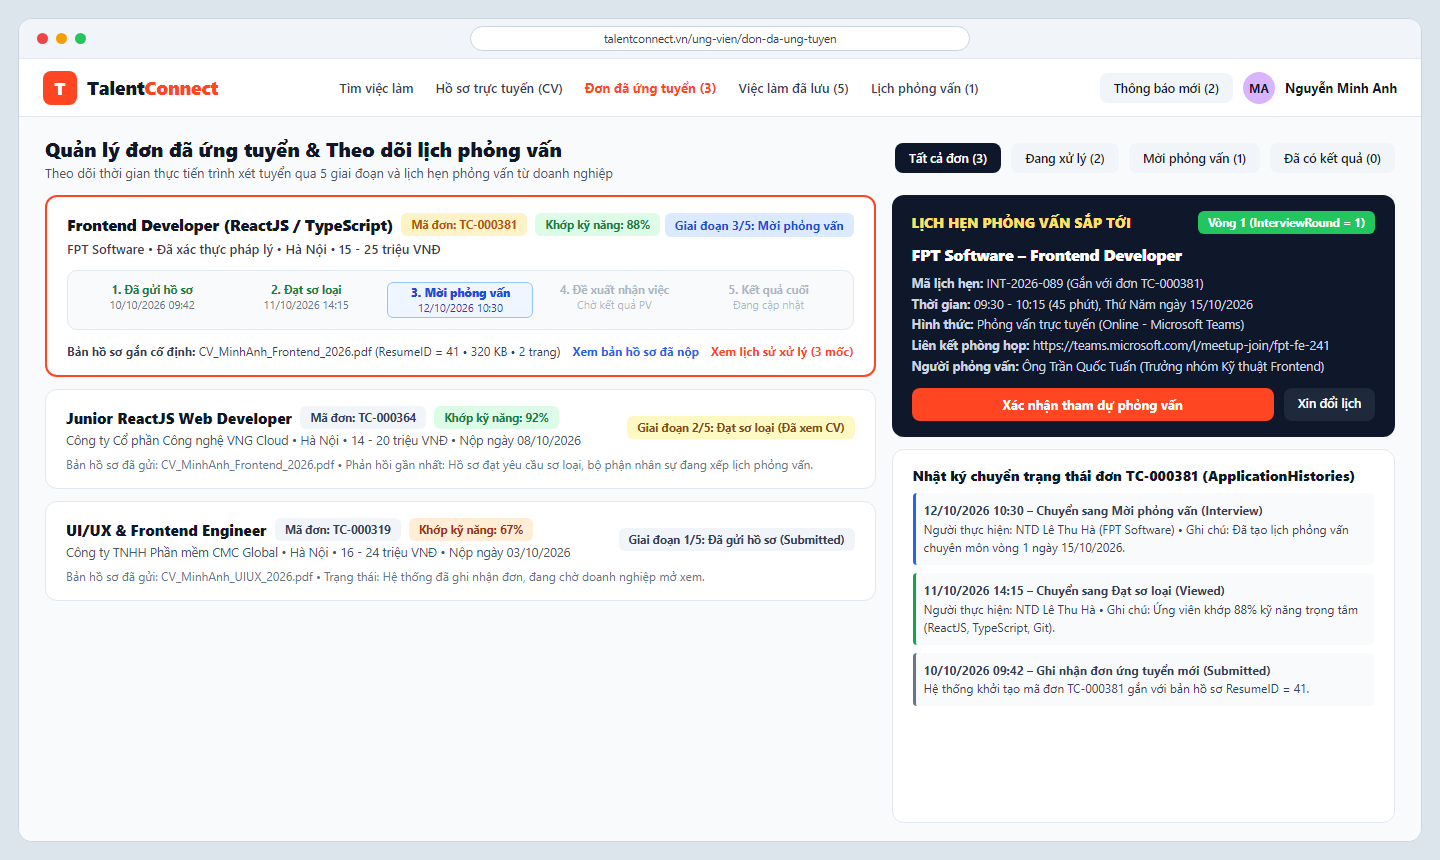 talentconnect.vn/ung-vien/don-da-ung-tuyen
T TalentConnect
Tìm việc làm
Hồ sơ trực tuyến (CV)
Đơn đã ứng tuyển (3)
Việc làm đã lưu (5)
Lịch phỏng vấn (1)
Thông báo mới (2)
MA
Nguyễn Minh Anh
Quản lý đơn đã ứng tuyển & Theo dõi lịch phỏng vấn
Theo dõi thời gian thực tiến trình xét tuyển qua 5 giai đoạn và lịch hẹn phỏng vấn từ doanh nghiệp
Tất cả đơn (3)
Đang xử lý (2)
Mời phỏng vấn (1)
Đã có kết quả (0)
Frontend Developer (ReactJS / TypeScript)
Mã đơn: TC-000381
Khớp kỹ năng: 88%
Giai đoạn 3/5: Mời phỏng vấn
FPT Software • Đã xác thực pháp lý • Hà Nội • 15 - 25 triệu VNĐ
1. Đã gửi hồ sơ
10/10/2026 09:42
2. Đạt sơ loại
11/10/2026 14:15
3. Mời phỏng vấn
12/10/2026 10:30
4. Đề xuất nhận việc
Chờ kết quả PV
5. Kết quả cuối
Đang cập nhật
Bản hồ sơ gắn cố định: CV_MinhAnh_Frontend_2026.pdf (ResumeID = 41 • 320 KB • 2 trang)
Xem bản hồ sơ đã nộp
Xem lịch sử xử lý (3 mốc)
Junior ReactJS Web Developer
Mã đơn: TC-000364
Khớp kỹ năng: 92%
Công ty Cổ phần Công nghệ VNG Cloud • Hà Nội • 14 - 20 triệu VNĐ • Nộp ngày 08/10/2026
Giai đoạn 2/5: Đạt sơ loại (Đã xem CV)
Bản hồ sơ đã gửi: CV_MinhAnh_Frontend_2026.pdf • Phản hồi gần nhất: Hồ sơ đạt yêu cầu sơ loại, bộ phận nhân sự đang xếp lịch phỏng vấn.
UI/UX & Frontend Engineer
Mã đơn: TC-000319
Khớp kỹ năng: 67%
Công ty TNHH Phần mềm CMC Global • Hà Nội • 16 - 24 triệu VNĐ • Nộp ngày 03/10/2026
Giai đoạn 1/5: Đã gửi hồ sơ (Submitted)
Bản hồ sơ đã gửi: CV_MinhAnh_UIUX_2026.pdf • Trạng thái: Hệ thống đã ghi nhận đơn, đang chờ doanh nghiệp mở xem.
LỊCH HẸN PHỎNG VẤN SẮP TỚI
Vòng 1 (InterviewRound = 1)
FPT Software – Frontend Developer
Mã lịch hẹn: INT-2026-089 (Gắn với đơn TC-000381)
Thời gian: 09:30 - 10:15 (45 phút), Thứ Năm ngày 15/10/2026
Hình thức: Phỏng vấn trực tuyến (Online - Microsoft Teams)
Liên kết phòng họp: https://teams.microsoft.com/l/meetup-join/fpt-fe-241
Người phỏng vấn: Ông Trần Quốc Tuấn (Trưởng nhóm Kỹ thuật Frontend)
Xác nhận tham dự phỏng vấn
Xin đổi lịch
Nhật ký chuyển trạng thái đơn TC-000381 (ApplicationHistories)
12/10/2026 10:30 – Chuyển sang Mời phỏng vấn (Interview)
Người thực hiện: NTD Lê Thu Hà (FPT Software) • Ghi chú: Đã tạo lịch phỏng vấn
chuyên môn vòng 1 ngày 15/10/2026.
11/10/2026 14:15 – Chuyển sang Đạt sơ loại (Viewed)
Người thực hiện: NTD Lê Thu Hà • Ghi chú: Ứng viên khớp 88% kỹ năng trọng tâm
(ReactJS, TypeScript, Git).
10/10/2026 09:42 – Ghi nhận đơn ứng tuyển mới (Submitted)
Hệ thống khởi tạo mã đơn TC-000381 gắn với bản hồ sơ ResumeID = 41.